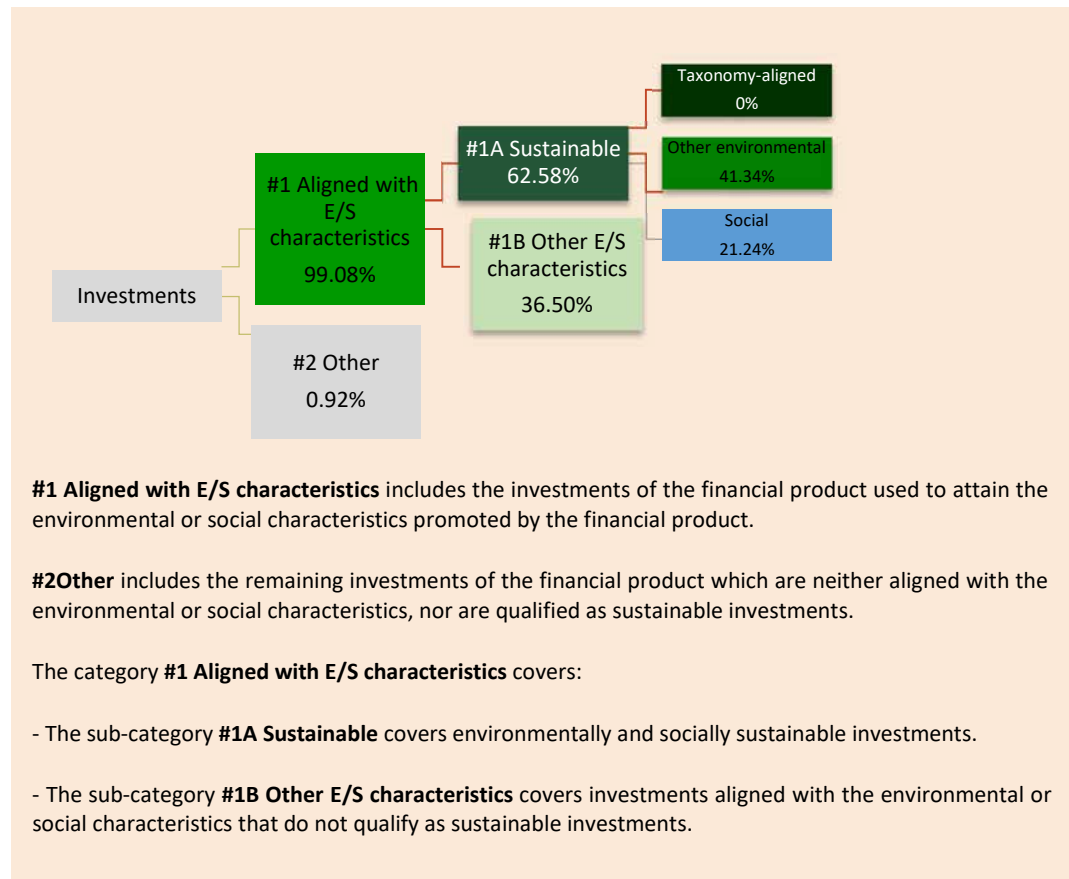 Taxonomy-aligned
0%
#1A Sustainable
62.58%
Other environmental
41.34%
#1 Aligned with
E/S
characteristics
99.08%
Social
21.24%
#1B Other E/S
characteristics
36.50%
Investments
#2 Other
0.92%
#1 Aligned with E/S characteristics includes the investments of the financial product used to attain the
environmental or social characteristics promoted by the financial product.
#2Other includes the remaining investments of the financial product which are neither aligned with the
environmental or social characteristics, nor are qualified as sustainable investments.
The category #1 Aligned with E/S characteristics covers:
- The sub-category #1A Sustainable covers environmentally and socially sustainable investments.
- The sub-category #1B Other E/S characteristics covers investments aligned with the environmental or
social characteristics that do not qualify as sustainable investments.